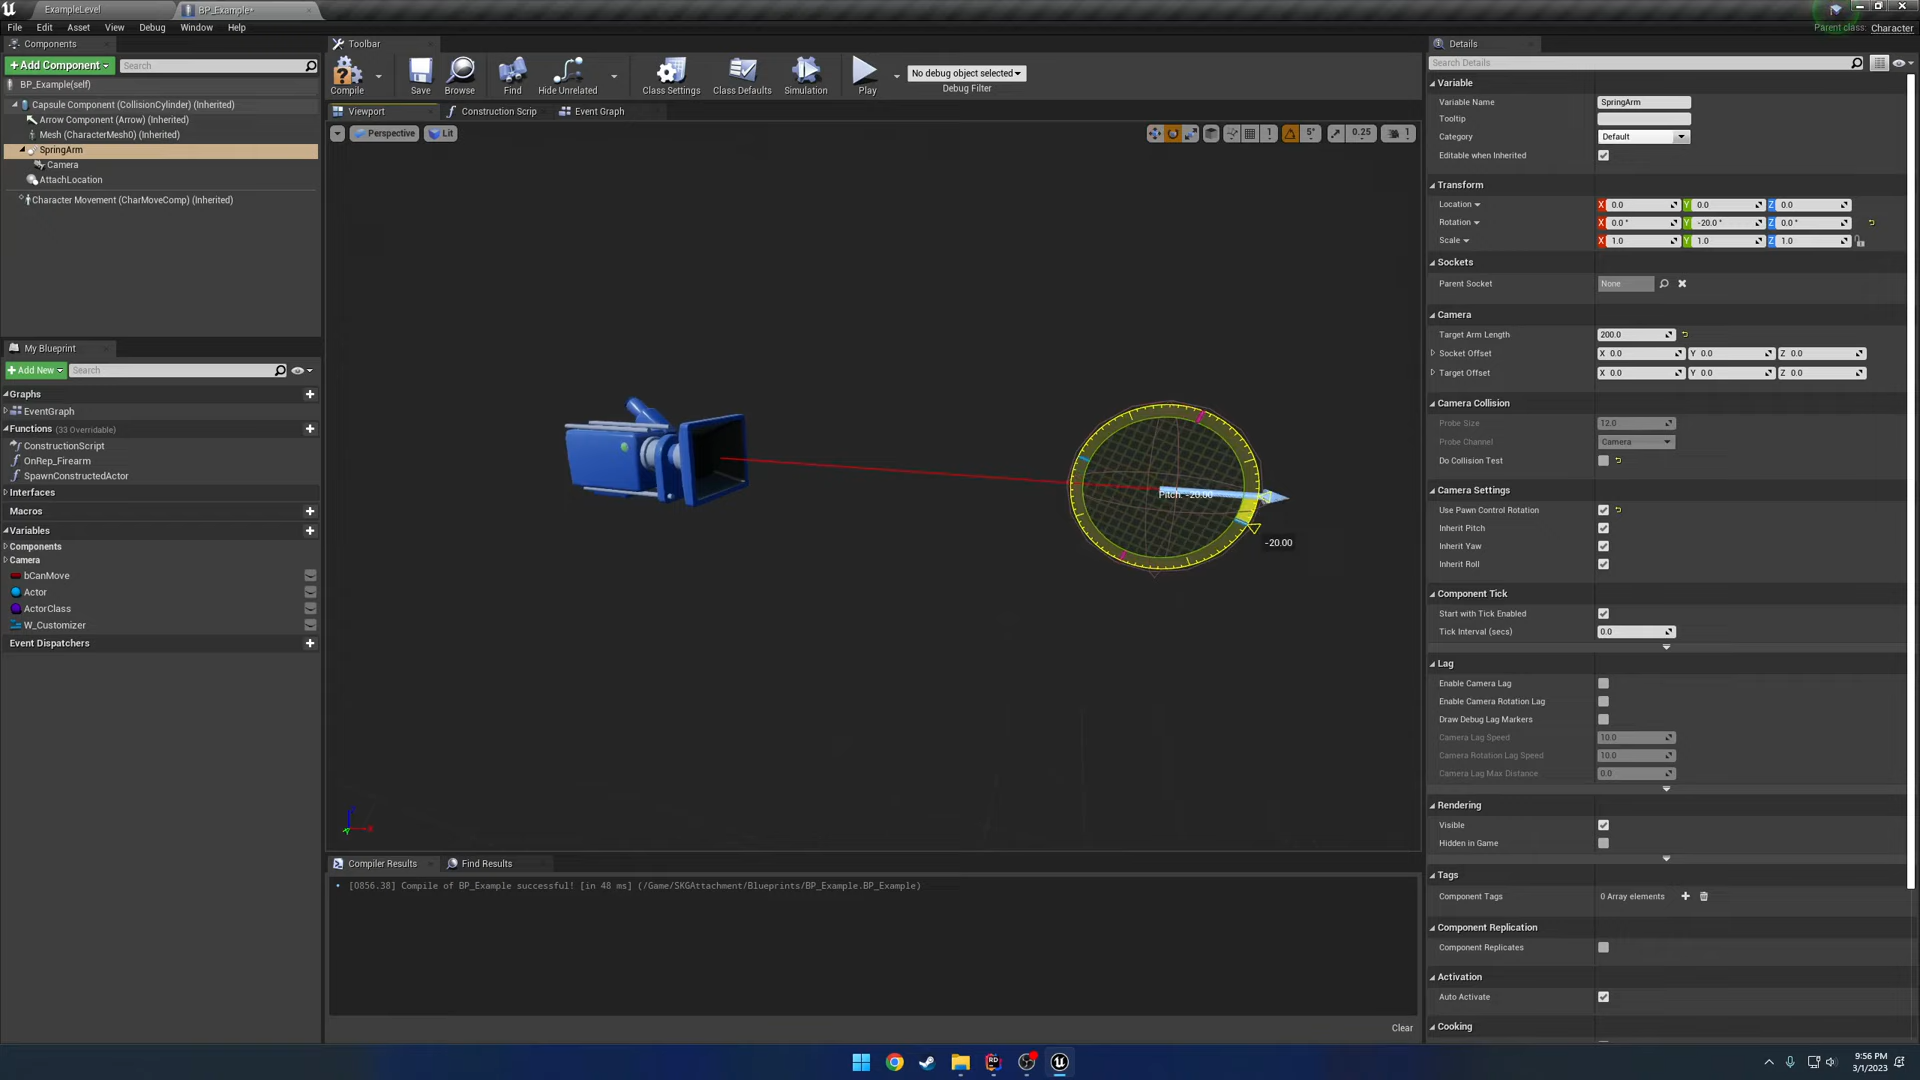 ExampleLevel
BP_Example*
File Edit Asset View Debug Window Help
Parent class: Character
Components
+Add Component
Search
BP_Example(self)
Capsule Component (CollisionCylinder) (Inherited)
Arrow Component (Arrow) (Inherited)
Mesh (CharacterMesh0) (Inherited)
SpringArm
Camera
AttachLocation
Character Movement (CharMoveComp) (Inherited)
My Blueprint
+Add New
Search
Graphs
EventGraph
Functions (33 Overridable)
ConstructionScript
OnRep_Firearm
SpawnConstructedActor
Interfaces
Macros
Variables
Components
Camera
bCanMove
Actor
ActorClass
W_Customizer
Event Dispatchers
Toolbar
Compile
Save
Browse
Find
Hide Unrelated
Class Settings
Class Defaults
Simulation
Play
No debug object selected
Debug Filter
Viewport
Construction Scrip
Event Graph
Perspective
Lit
1
5°
0.25
1
Pitch: -20.00
-20.00
Compiler Results
Find Results
[0856.38] Compile of BP_Example successful! [in 48 ms] (/Game/SKGAttachment/Blueprints/BP_Example.BP_Example)
Clear
Details
Search Details
Variable
Variable Name SpringArm
Tooltip
Category Default
Editable when Inherited
Transform
Location X 0.0 Y 0.0 Z 0.0
Rotation X 0.0 ° Y -20.0 ° Z 0.0 °
Scale X 1.0 Y 1.0 Z 1.0
Sockets
Parent Socket None
Camera
Target Arm Length 200.0
Socket Offset X 0.0 Y 0.0 Z 0.0
Target Offset X 0.0 Y 0.0 Z 0.0
Camera Collision
Probe Size 12.0
Probe Channel Camera
Do Collision Test
Camera Settings
Use Pawn Control Rotation
Inherit Pitch
Inherit Yaw
Inherit Roll
Component Tick
Start with Tick Enabled
Tick Interval (secs) 0.0
Lag
Enable Camera Lag
Enable Camera Rotation Lag
Draw Debug Lag Markers
Camera Lag Speed 10.0
Camera Rotation Lag Speed 10.0
Camera Lag Max Distance 0.0
Rendering
Visible
Hidden in Game
Tags
Component Tags 0 Array elements
Component Replication
Component Replicates
Activation
Auto Activate
Cooking
9:56 PM
3/1/2023